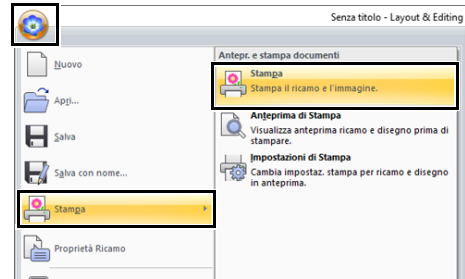 Senza titolo - Layout & Editing
Nuovo
Apri...
Salva
Salva con nome...
Stampa
Proprietà Ricamo
Antepr. e stampa documenti
Stampa
Stampa il ricamo e l'immagine.
Anteprima di Stampa
Visualizza anteprima ricamo e disegno prima di
stampare.
Impostazioni di Stampa
Cambia impostaz. stampa per ricamo e disegno
in anteprima.